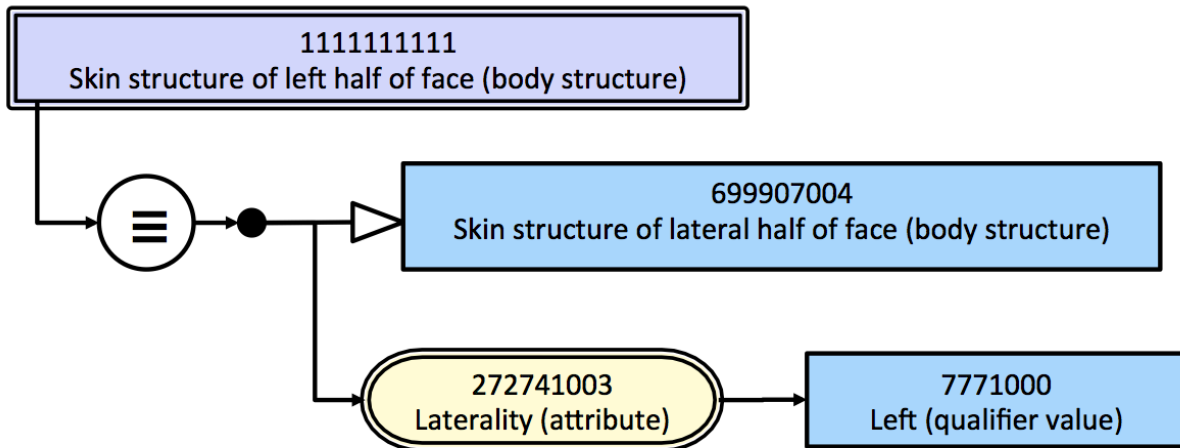 1111111111
Skin structure of left half of face (body structure)
≡
699907004
Skin structure of lateral half of face (body structure)
272741003
Laterality (attribute)
7771000
Left (qualifier value)